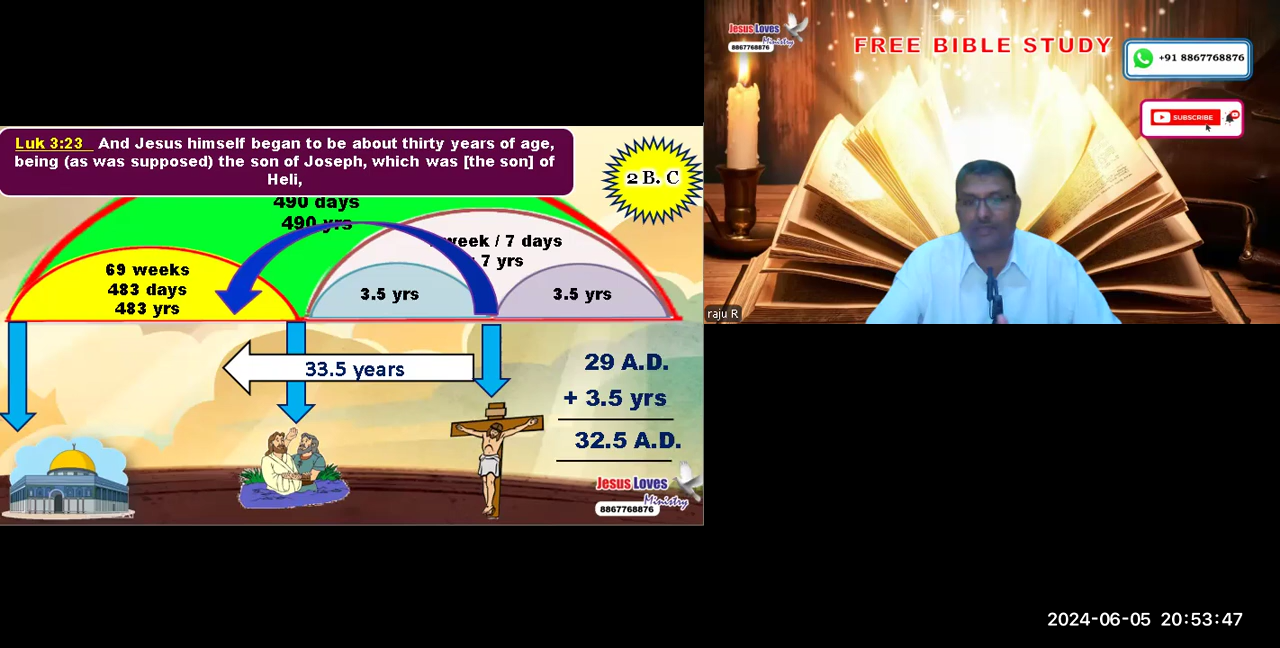 Luk 3:23 And Jesus himself began to be about thirty years of age,
being (as was supposed) the son of Joseph, which was [the son] of
Heli,
2 B. C
490 days
490 yrs
week / 7 days
7 yrs
69 weeks
483 days
483 yrs
3.5 yrs
3.5 yrs
33.5 years
29 A.D.
+ 3.5 yrs
32.5 A.D.
Jesus Loves
Ministry
8867768876
Jesus Loves
Ministry
8867768876
FREE BIBLE STUDY
+91 8867768876
SUBSCRIBE
raju R
2024-06-05 20:53:47